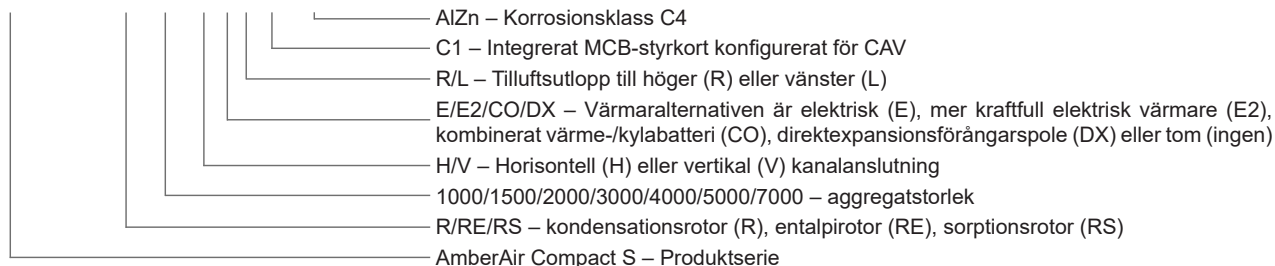 AlZn – Korrosionsklass C4
C1 – Integrerat MCB-styrkort konfigurerat för CAV
R/L – Tilluftsutlopp till höger (R) eller vänster (L)
E/E2/CO/DX – Värmaralternativen är elektrisk (E), mer kraftfull elektrisk värmare (E2),
kombinerat värme-/kylabatteri (CO), direktexpansionsförångarspole (DX) eller tom (ingen)
H/V – Horisontell (H) eller vertikal (V) kanalanslutning
1000/1500/2000/3000/4000/5000/7000 – aggregatstorlek
R/RE/RS – kondensationsrotor (R), entalpirotor (RE), sorptionsrotor (RS)
AmberAir Compact S – Produktserie